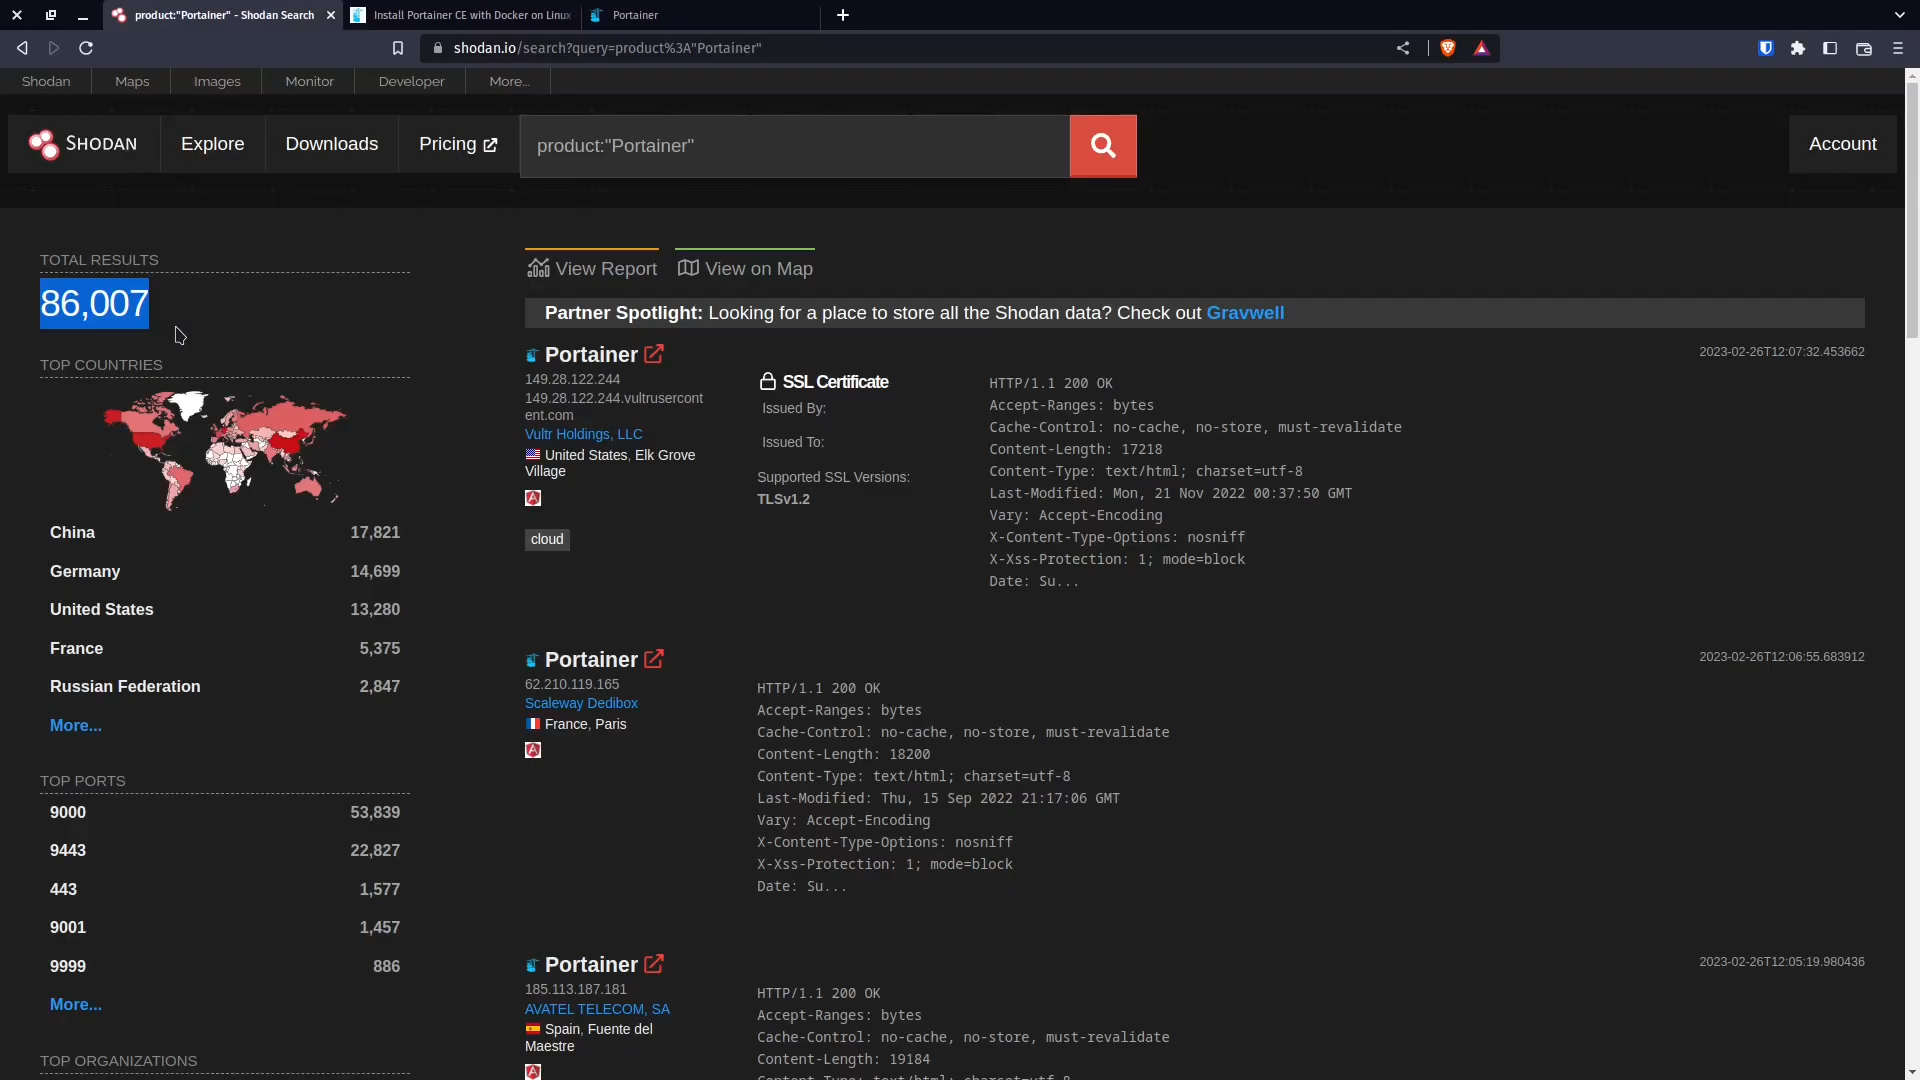 product:"Portainer" - Shodan Search
Install Portainer CE with Docker on Linux
Portainer
shodan.io/search?query=product%3A"Portainer"
Shodan
Maps
Images
Monitor
Developer
More...
SHODAN
Explore
Downloads
Pricing
product:"Portainer"
Account
TOTAL RESULTS
86,007
TOP COUNTRIES
China 17,821
Germany 14,699
United States 13,280
France 5,375
Russian Federation 2,847
More...
TOP PORTS
9000 53,839
9443 22,827
443 1,577
9001 1,457
9999 886
More...
TOP ORGANIZATIONS
View Report
View on Map
Partner Spotlight: Looking for a place to store all the Shodan data? Check out Gravwell
Portainer
2023-02-26T12:07:32.453662
149.28.122.244
149.28.122.244.vultrusercont
ent.com
Vultr Holdings, LLC
United States, Elk Grove
Village
cloud
SSL Certificate
Issued By:
Issued To:
Supported SSL Versions:
TLSv1.2
HTTP/1.1 200 OK
Accept-Ranges: bytes
Cache-Control: no-cache, no-store, must-revalidate
Content-Length: 17218
Content-Type: text/html; charset=utf-8
Last-Modified: Mon, 21 Nov 2022 00:37:50 GMT
Vary: Accept-Encoding
X-Content-Type-Options: nosniff
X-Xss-Protection: 1; mode=block
Date: Su...
Portainer
2023-02-26T12:06:55.683912
62.210.119.165
Scaleway Dedibox
France, Paris
HTTP/1.1 200 OK
Accept-Ranges: bytes
Cache-Control: no-cache, no-store, must-revalidate
Content-Length: 18200
Content-Type: text/html; charset=utf-8
Last-Modified: Thu, 15 Sep 2022 21:17:06 GMT
Vary: Accept-Encoding
X-Content-Type-Options: nosniff
X-Xss-Protection: 1; mode=block
Date: Su...
Portainer
2023-02-26T12:05:19.980436
185.113.187.181
AVATEL TELECOM, SA
Spain, Fuente del
Maestre
HTTP/1.1 200 OK
Accept-Ranges: bytes
Cache-Control: no-cache, no-store, must-revalidate
Content-Length: 19184
Content-Type: text/html; charset=utf-8